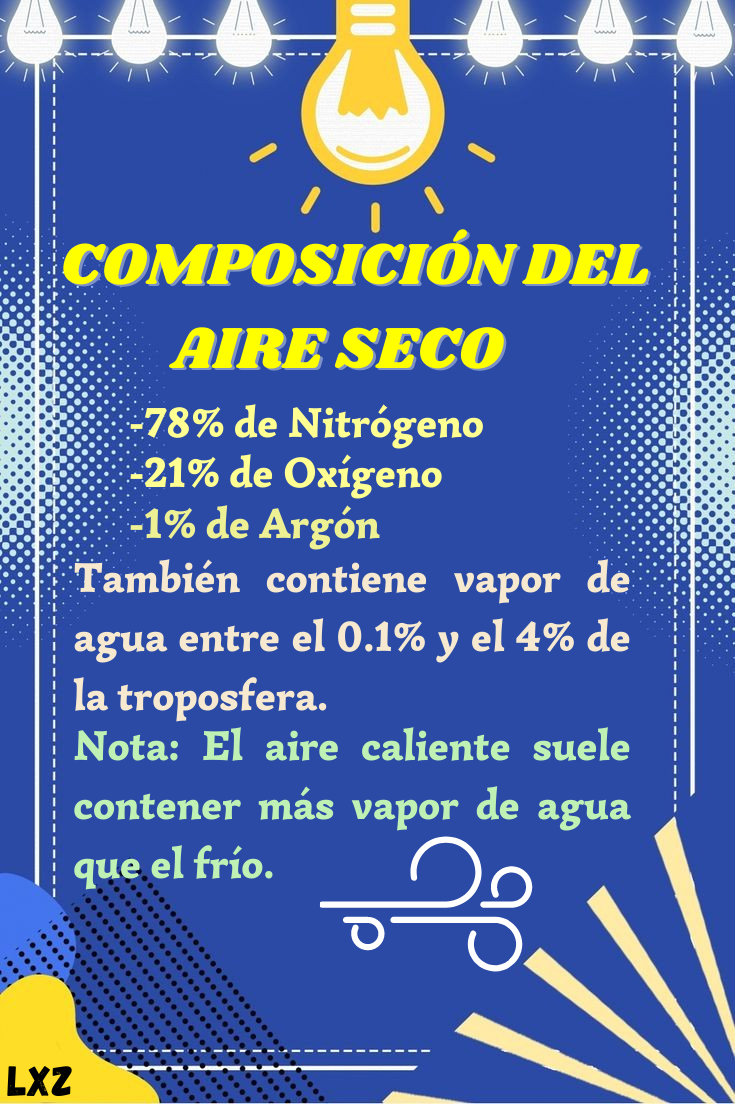 COMPOSICIÓN DEL
AIRE SECO
-78% de Nitrógeno
-21% de Oxígeno
-1% de Argón
También contiene vapor de
agua entre el 0.1% y el 4% de
la troposfera.
Nota: El aire caliente suele
contener más vapor de agua
que el frío.
LXZ